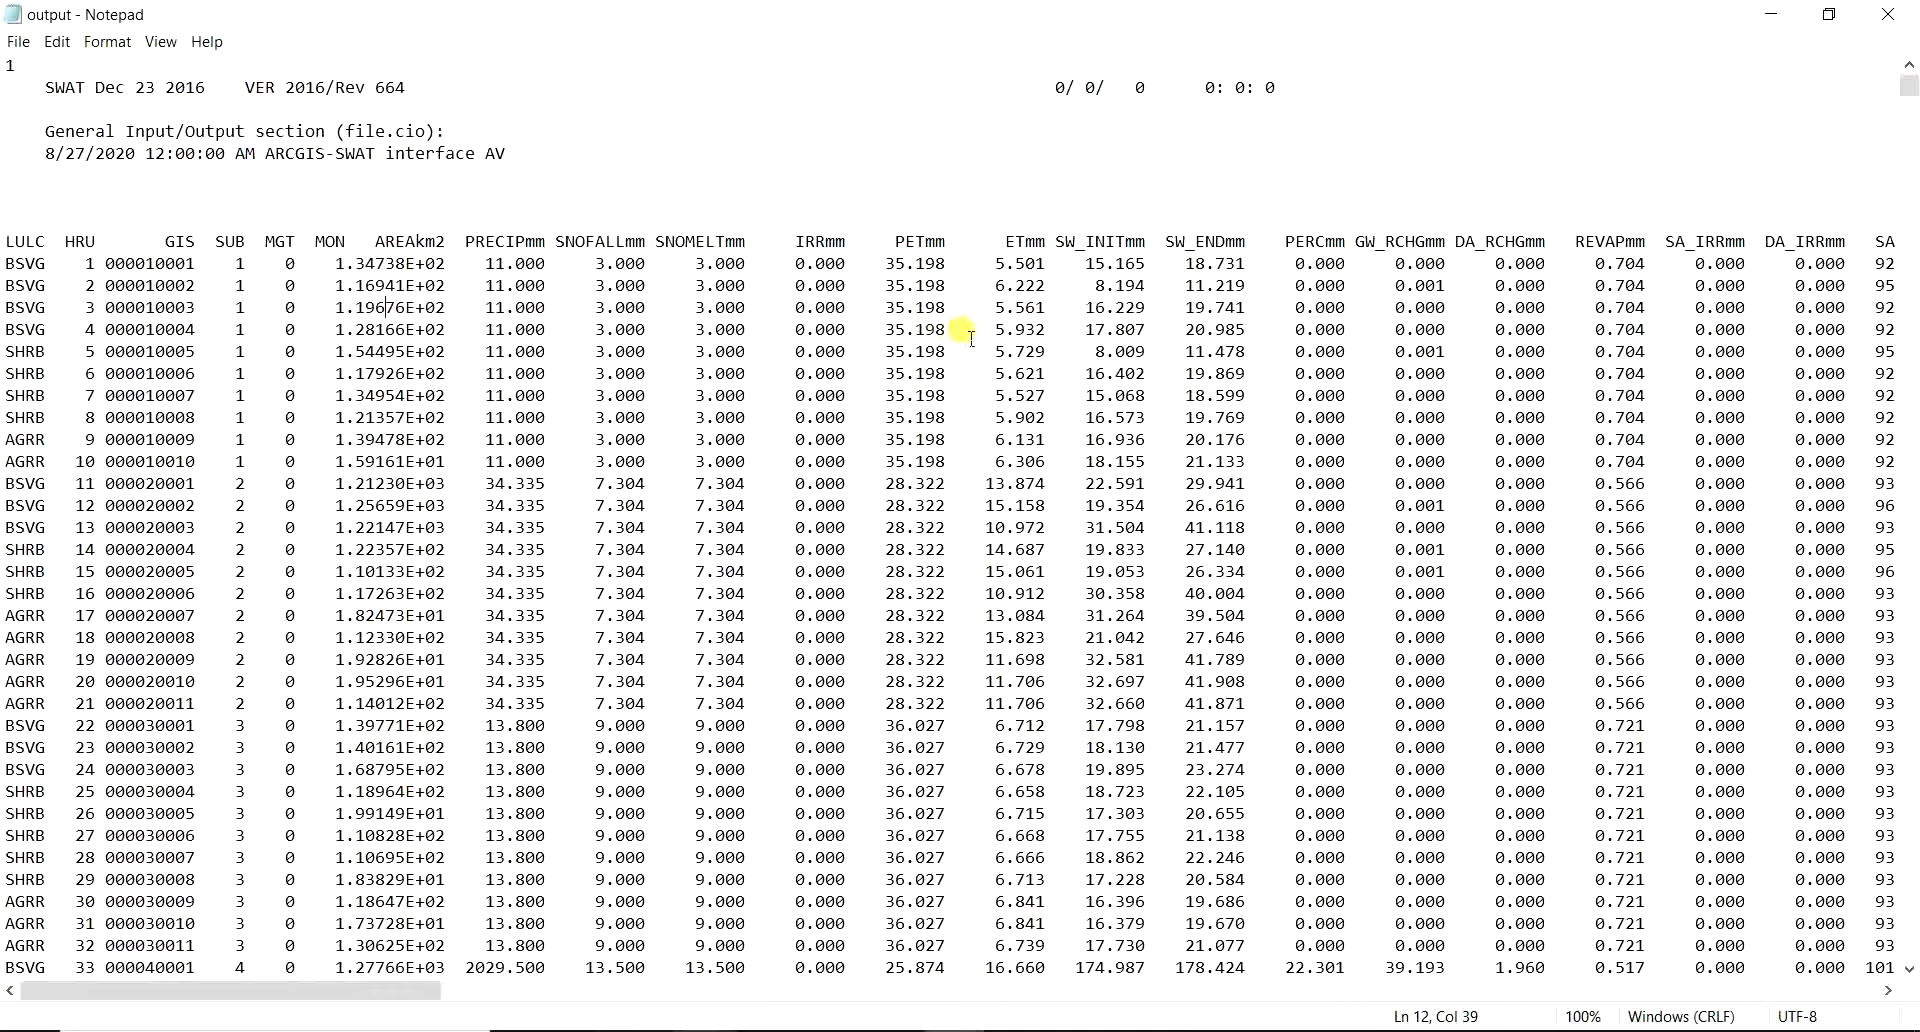 output - Notepad
File Edit Format View Help
1
SWAT Dec 23 2016 VER 2016/Rev 664 0/ 0/ 0 0: 0: 0
General Input/Output section (file.cio):
8/27/2020 12:00:00 AM ARCGIS-SWAT interface AV
LULC HRU GIS SUB MGT MON AREAkm2 PRECIPmm SNOFALLmm SNOMELTmm IRRmm PETmm ETmm SW_INITmm SW_ENDmm PERCmm GW_RCHGmm DA_RCHGmm REVAPmm SA_IRRmm DA_IRRmm SA
BSVG 1 000010001 1 0 1.34738E+02 11.000 3.000 3.000 0.000 35.198 5.501 15.165 18.731 0.000 0.000 0.000 0.704 0.000 0.000 92
BSVG 2 000010002 1 0 1.16941E+02 11.000 3.000 3.000 0.000 35.198 6.222 8.194 11.219 0.000 0.001 0.000 0.704 0.000 0.000 95
BSVG 3 000010003 1 0 1.19676E+02 11.000 3.000 3.000 0.000 35.198 5.561 16.229 19.741 0.000 0.000 0.000 0.704 0.000 0.000 92
BSVG 4 000010004 1 0 1.28166E+02 11.000 3.000 3.000 0.000 35.198 5.932 17.807 20.985 0.000 0.000 0.000 0.704 0.000 0.000 92
SHRB 5 000010005 1 0 1.54495E+02 11.000 3.000 3.000 0.000 35.198 5.729 8.009 11.478 0.000 0.001 0.000 0.704 0.000 0.000 95
SHRB 6 000010006 1 0 1.17926E+02 11.000 3.000 3.000 0.000 35.198 5.621 16.402 19.869 0.000 0.000 0.000 0.704 0.000 0.000 92
SHRB 7 000010007 1 0 1.34954E+02 11.000 3.000 3.000 0.000 35.198 5.527 15.068 18.599 0.000 0.000 0.000 0.704 0.000 0.000 92
SHRB 8 000010008 1 0 1.21357E+02 11.000 3.000 3.000 0.000 35.198 5.902 16.573 19.769 0.000 0.000 0.000 0.704 0.000 0.000 92
AGRR 9 000010009 1 0 1.39478E+02 11.000 3.000 3.000 0.000 35.198 6.131 16.936 20.176 0.000 0.000 0.000 0.704 0.000 0.000 92
AGRR 10 000010010 1 0 1.59161E+01 11.000 3.000 3.000 0.000 35.198 6.306 18.155 21.133 0.000 0.000 0.000 0.704 0.000 0.000 92
BSVG 11 000020001 2 0 1.21230E+03 34.335 7.304 7.304 0.000 28.322 13.874 22.591 29.941 0.000 0.000 0.000 0.566 0.000 0.000 93
BSVG 12 000020002 2 0 1.25659E+03 34.335 7.304 7.304 0.000 28.322 15.158 19.354 26.616 0.000 0.001 0.000 0.566 0.000 0.000 96
BSVG 13 000020003 2 0 1.22147E+03 34.335 7.304 7.304 0.000 28.322 10.972 31.504 41.118 0.000 0.000 0.000 0.566 0.000 0.000 93
SHRB 14 000020004 2 0 1.22357E+02 34.335 7.304 7.304 0.000 28.322 14.687 19.833 27.140 0.000 0.001 0.000 0.566 0.000 0.000 95
SHRB 15 000020005 2 0 1.10133E+02 34.335 7.304 7.304 0.000 28.322 15.061 19.053 26.334 0.000 0.001 0.000 0.566 0.000 0.000 96
SHRB 16 000020006 2 0 1.17263E+02 34.335 7.304 7.304 0.000 28.322 10.912 30.358 40.004 0.000 0.000 0.000 0.566 0.000 0.000 93
AGRR 17 000020007 2 0 1.82473E+01 34.335 7.304 7.304 0.000 28.322 13.084 31.264 39.504 0.000 0.000 0.000 0.566 0.000 0.000 93
AGRR 18 000020008 2 0 1.12330E+02 34.335 7.304 7.304 0.000 28.322 15.823 21.042 27.646 0.000 0.000 0.000 0.566 0.000 0.000 93
AGRR 19 000020009 2 0 1.92826E+01 34.335 7.304 7.304 0.000 28.322 11.698 32.581 41.789 0.000 0.000 0.000 0.566 0.000 0.000 93
AGRR 20 000020010 2 0 1.95296E+01 34.335 7.304 7.304 0.000 28.322 11.706 32.697 41.908 0.000 0.000 0.000 0.566 0.000 0.000 93
AGRR 21 000020011 2 0 1.14012E+02 34.335 7.304 7.304 0.000 28.322 11.706 32.660 41.871 0.000 0.000 0.000 0.566 0.000 0.000 93
BSVG 22 000030001 3 0 1.39771E+02 13.800 9.000 9.000 0.000 36.027 6.712 17.798 21.157 0.000 0.000 0.000 0.721 0.000 0.000 93
BSVG 23 000030002 3 0 1.40161E+02 13.800 9.000 9.000 0.000 36.027 6.729 18.130 21.477 0.000 0.000 0.000 0.721 0.000 0.000 93
BSVG 24 000030003 3 0 1.68795E+02 13.800 9.000 9.000 0.000 36.027 6.678 19.895 23.274 0.000 0.000 0.000 0.721 0.000 0.000 93
SHRB 25 000030004 3 0 1.18964E+02 13.800 9.000 9.000 0.000 36.027 6.658 18.723 22.105 0.000 0.000 0.000 0.721 0.000 0.000 93
SHRB 26 000030005 3 0 1.99149E+01 13.800 9.000 9.000 0.000 36.027 6.715 17.303 20.655 0.000 0.000 0.000 0.721 0.000 0.000 93
SHRB 27 000030006 3 0 1.10828E+02 13.800 9.000 9.000 0.000 36.027 6.668 17.755 21.138 0.000 0.000 0.000 0.721 0.000 0.000 93
SHRB 28 000030007 3 0 1.10695E+02 13.800 9.000 9.000 0.000 36.027 6.666 18.862 22.246 0.000 0.000 0.000 0.721 0.000 0.000 93
SHRB 29 000030008 3 0 1.83829E+01 13.800 9.000 9.000 0.000 36.027 6.713 17.228 20.584 0.000 0.000 0.000 0.721 0.000 0.000 93
AGRR 30 000030009 3 0 1.18647E+02 13.800 9.000 9.000 0.000 36.027 6.841 16.396 19.686 0.000 0.000 0.000 0.721 0.000 0.000 93
AGRR 31 000030010 3 0 1.73728E+01 13.800 9.000 9.000 0.000 36.027 6.841 16.379 19.670 0.000 0.000 0.000 0.721 0.000 0.000 93
AGRR 32 000030011 3 0 1.30625E+02 13.800 9.000 9.000 0.000 36.027 6.739 17.730 21.077 0.000 0.000 0.000 0.721 0.000 0.000 93
BSVG 33 000040001 4 0 1.27766E+03 2029.500 13.500 13.500 0.000 25.874 16.660 174.987 178.424 22.301 39.193 1.960 0.517 0.000 0.000 101
Ln 12, Col 39 100% Windows (CRLF) UTF-8